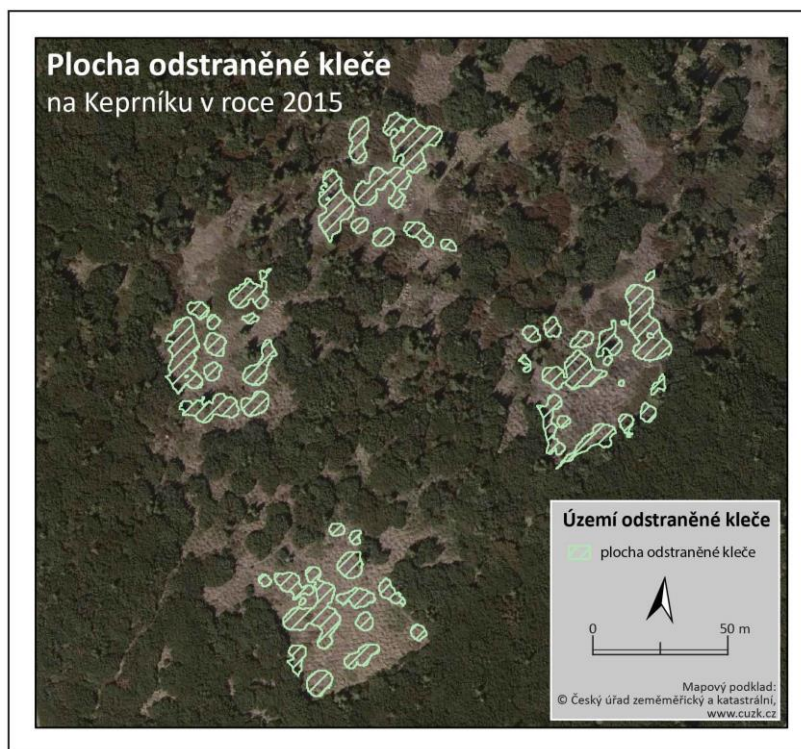 Plocha odstraněné kleče
na Keprníku v roce 2015
Území odstraněné kleče
plocha odstraněné kleče
0 50 m
Mapový podklad:
© Český úřad zeměměřický a katastrální,
www.cuzk.cz